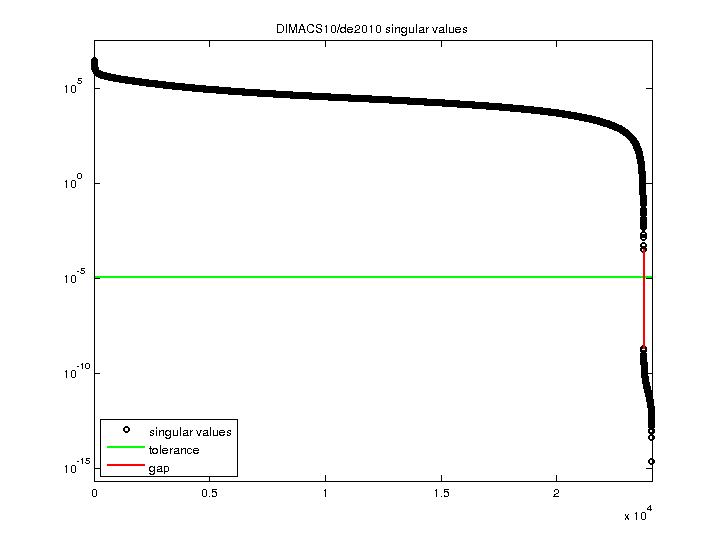 DIMACS10/de2010 singular values
10^5
10^0
10^-5
10^-10
10^-15
singular values
tolerance
gap
0 0.5 1 1.5 2
x 10^4